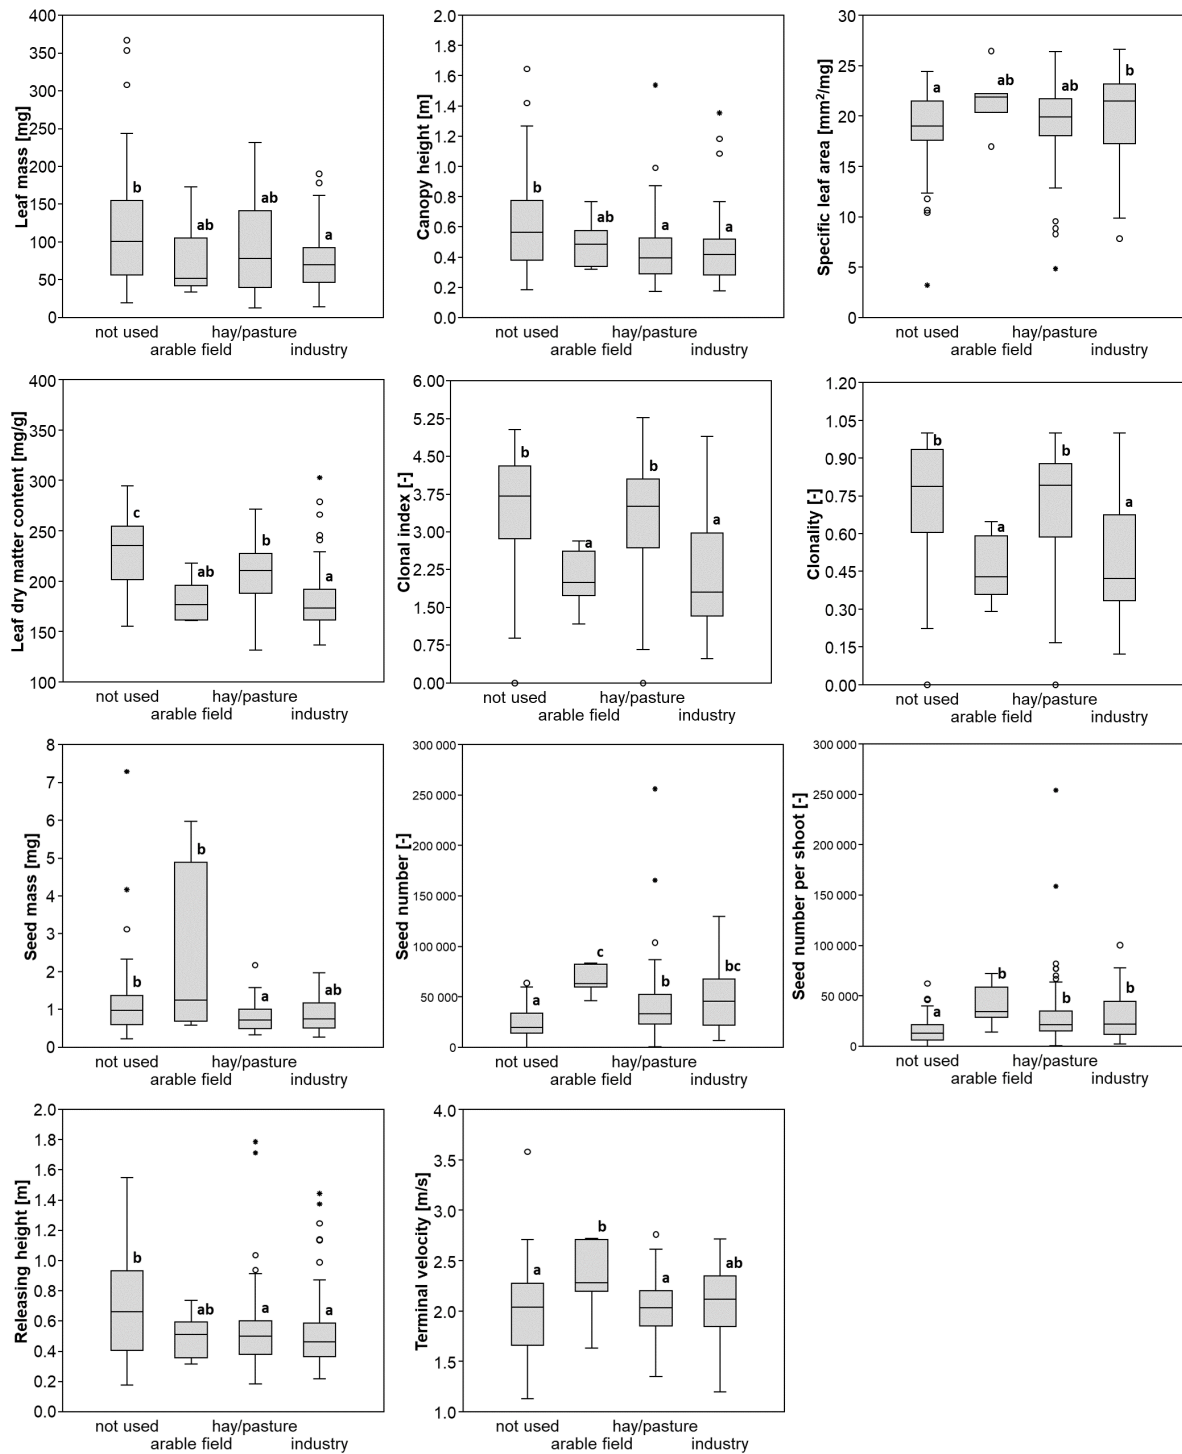 Leaf mass [mg]
400
350
300
250
200
150
100
50
0
b
ab
ab
a
not used
hay/pasture
arable field
industry
Canopy height [m]
2.0
1.8
1.6
1.4
1.2
1.0
0.8
0.6
0.4
0.2
0.0
b
ab
a
a
not used
hay/pasture
arable field
industry
Specific leaf area [mm²/mg]
30
25
20
15
10
5
0
a
ab
ab
b
not used
hay/pasture
arable field
industry
Leaf dry matter content [mg/g]
400
350
300
250
200
150
100
c
ab
b
a
not used
hay/pasture
arable field
industry
Clonal index [-]
6.00
5.25
4.50
3.75
3.00
2.25
1.50
0.75
0.00
b
a
b
a
not used
hay/pasture
arable field
industry
Clonality [-]
1.20
1.05
0.90
0.75
0.60
0.45
0.30
0.15
0.00
b
a
b
a
not used
hay/pasture
arable field
industry
Seed mass [mg]
8
7
6
5
4
3
2
1
0
b
b
a
ab
not used
hay/pasture
arable field
industry
Seed number [-]
300 000
250 000
200 000
150 000
100 000
50 000
0
a
c
b
bc
not used
hay/pasture
arable field
industry
Seed number per shoot [-]
300 000
250 000
200 000
150 000
100 000
50 000
0
a
b
b
b
not used
hay/pasture
arable field
industry
Releasing height [m]
2.0
1.8
1.6
1.4
1.2
1.0
0.8
0.6
0.4
0.2
0.0
b
ab
a
a
not used
hay/pasture
arable field
industry
Terminal velocity [m/s]
4.0
3.5
3.0
2.5
2.0
1.5
1.0
a
b
a
ab
not used
hay/pasture
arable field
industry